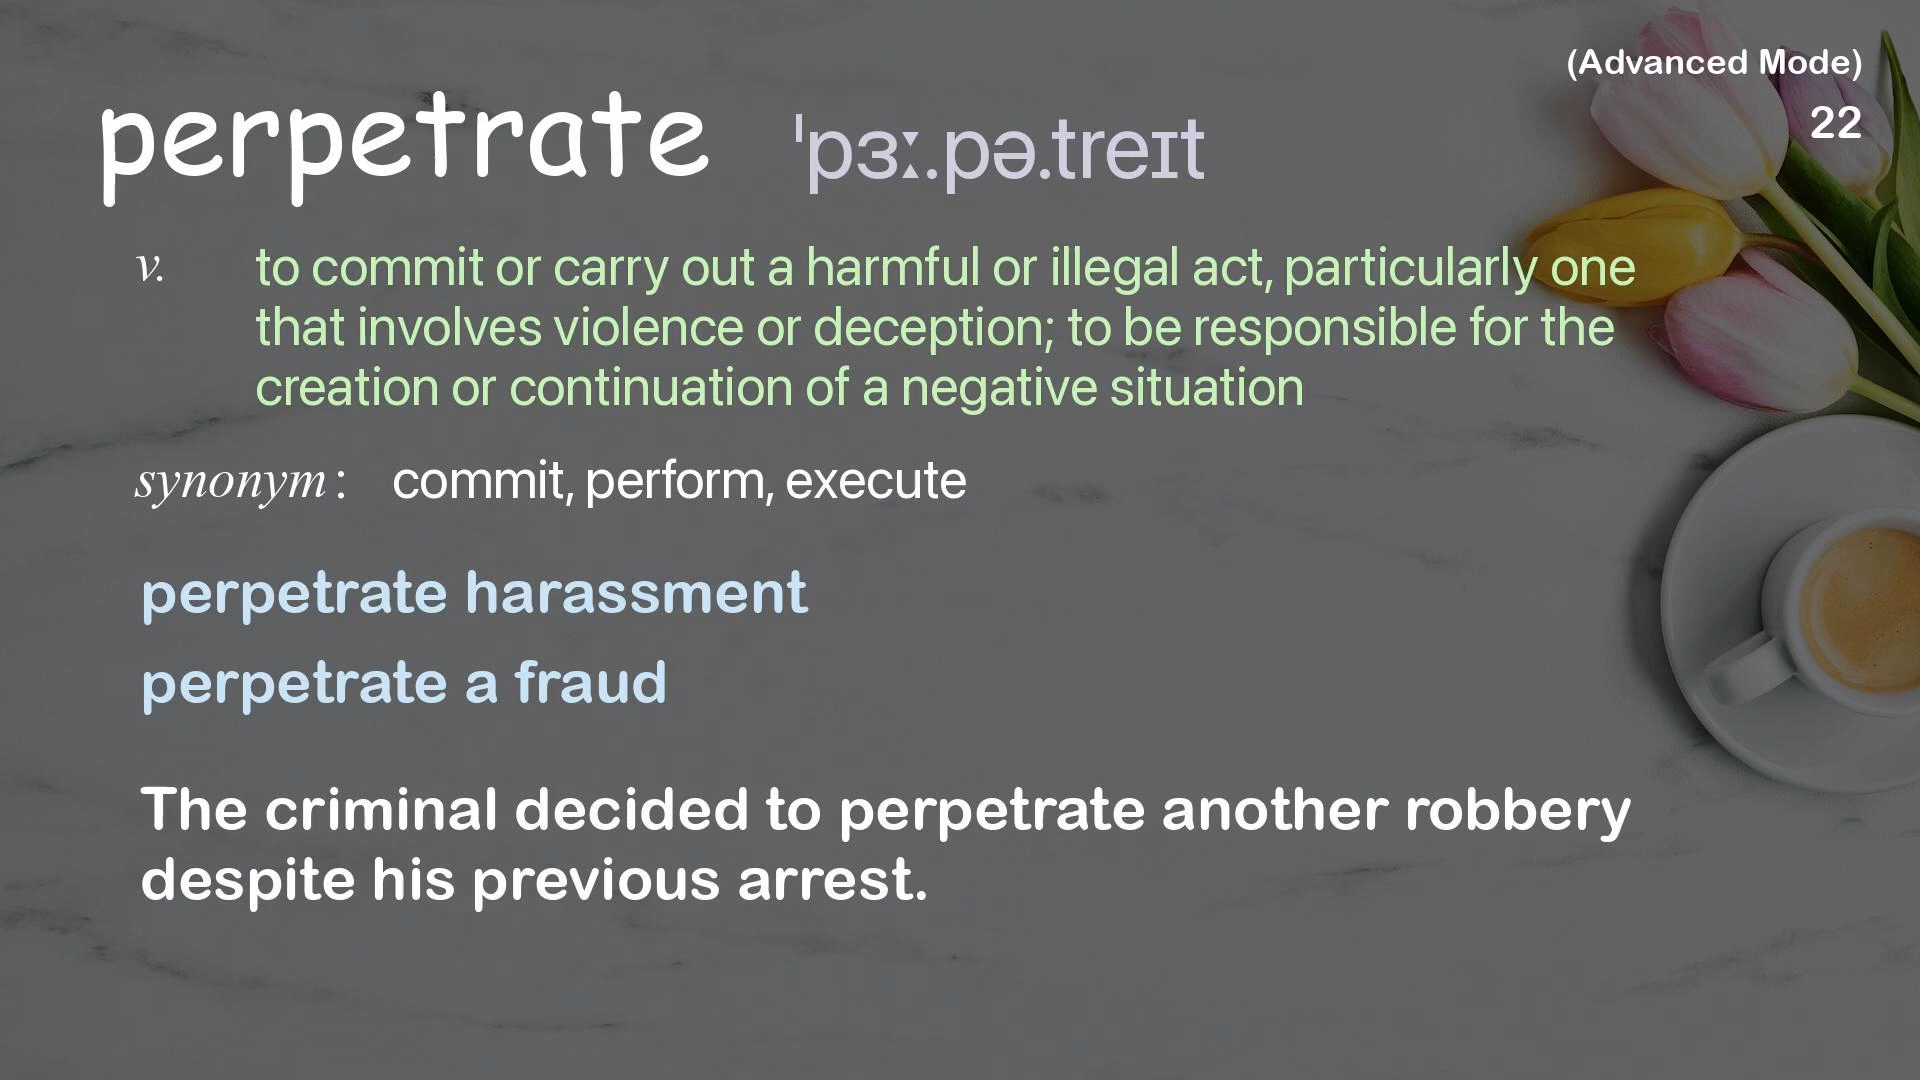 (Advanced Mode)
22
perpetrate ˈpɜː.pə.treɪt
v. to commit or carry out a harmful or illegal act, particularly one
that involves violence or deception; to be responsible for the
creation or continuation of a negative situation
synonym : commit, perform, execute
perpetrate harassment
perpetrate a fraud
The criminal decided to perpetrate another robbery
despite his previous arrest.